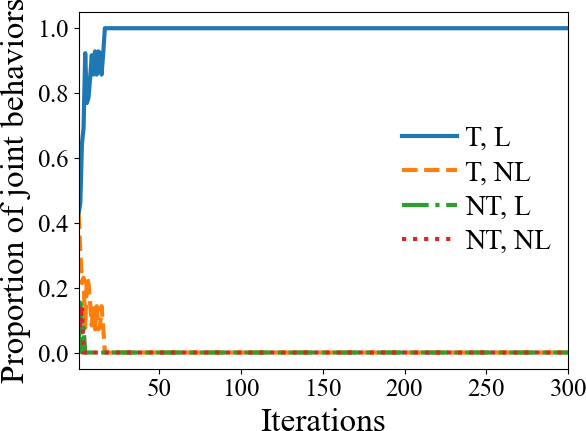 Proportion of joint behaviors
1.0
0.8
0.6
0.4
0.2
0.0
T, L
T, NL
NT, L
NT, NL
50 100 150 200 250 300
Iterations